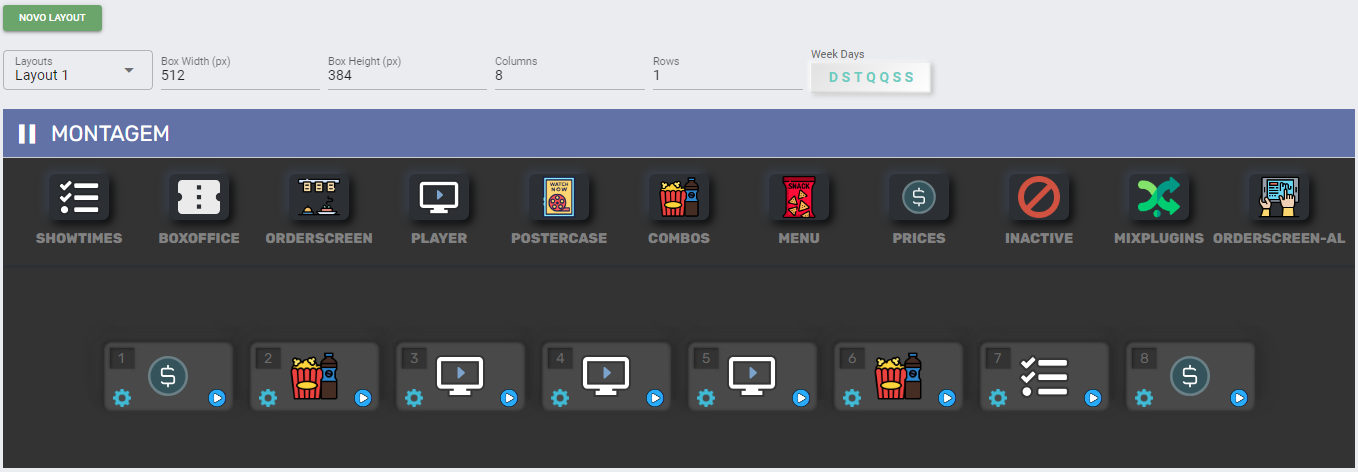 NOVO LAYOUT
Layouts
Layout 1
Box Width (px)
512
Box Height (px)
384
Columns
8
Rows
1
Week Days
D S T Q Q S S
MONTAGEM
WATCH
NOW
SNACK
SHOWTIMES BOXOFFICE ORDERSCREEN PLAYER POSTERCASE COMBOS MENU PRICES INACTIVE MIXPLUGINS ORDERSCREEN-AL
1 2 3 4 5 6 7 8